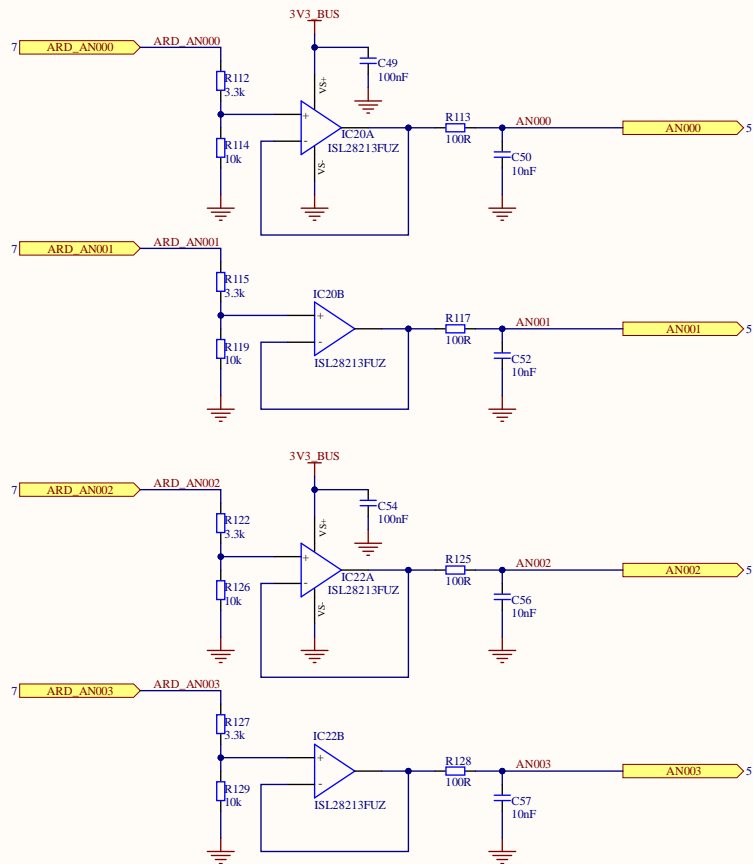 3V3_BUS
7 ARD_AN000 ARD_AN000
C49
100nF
R112
3.3k
VS+
R113
100R
AN000
AN000 5
+
-
IC20A
ISL28213FUZ
R114
10k
VS-
C50
10nF
7 ARD_AN001 ARD_AN001
R115
3.3k
IC20B
+
-
ISL28213FUZ
R117
100R
AN001
AN001 5
R119
10k
C52
10nF
3V3_BUS
7 ARD_AN002 ARD_AN002
C54
100nF
R122
3.3k
VS+
R125
100R
AN002
AN002 5
+
-
IC22A
ISL28213FUZ
R126
10k
VS-
C56
10nF
7 ARD_AN003 ARD_AN003
R127
3.3k
IC22B
+
-
ISL28213FUZ
R128
100R
AN003
AN003 5
R129
10k
C57
10nF